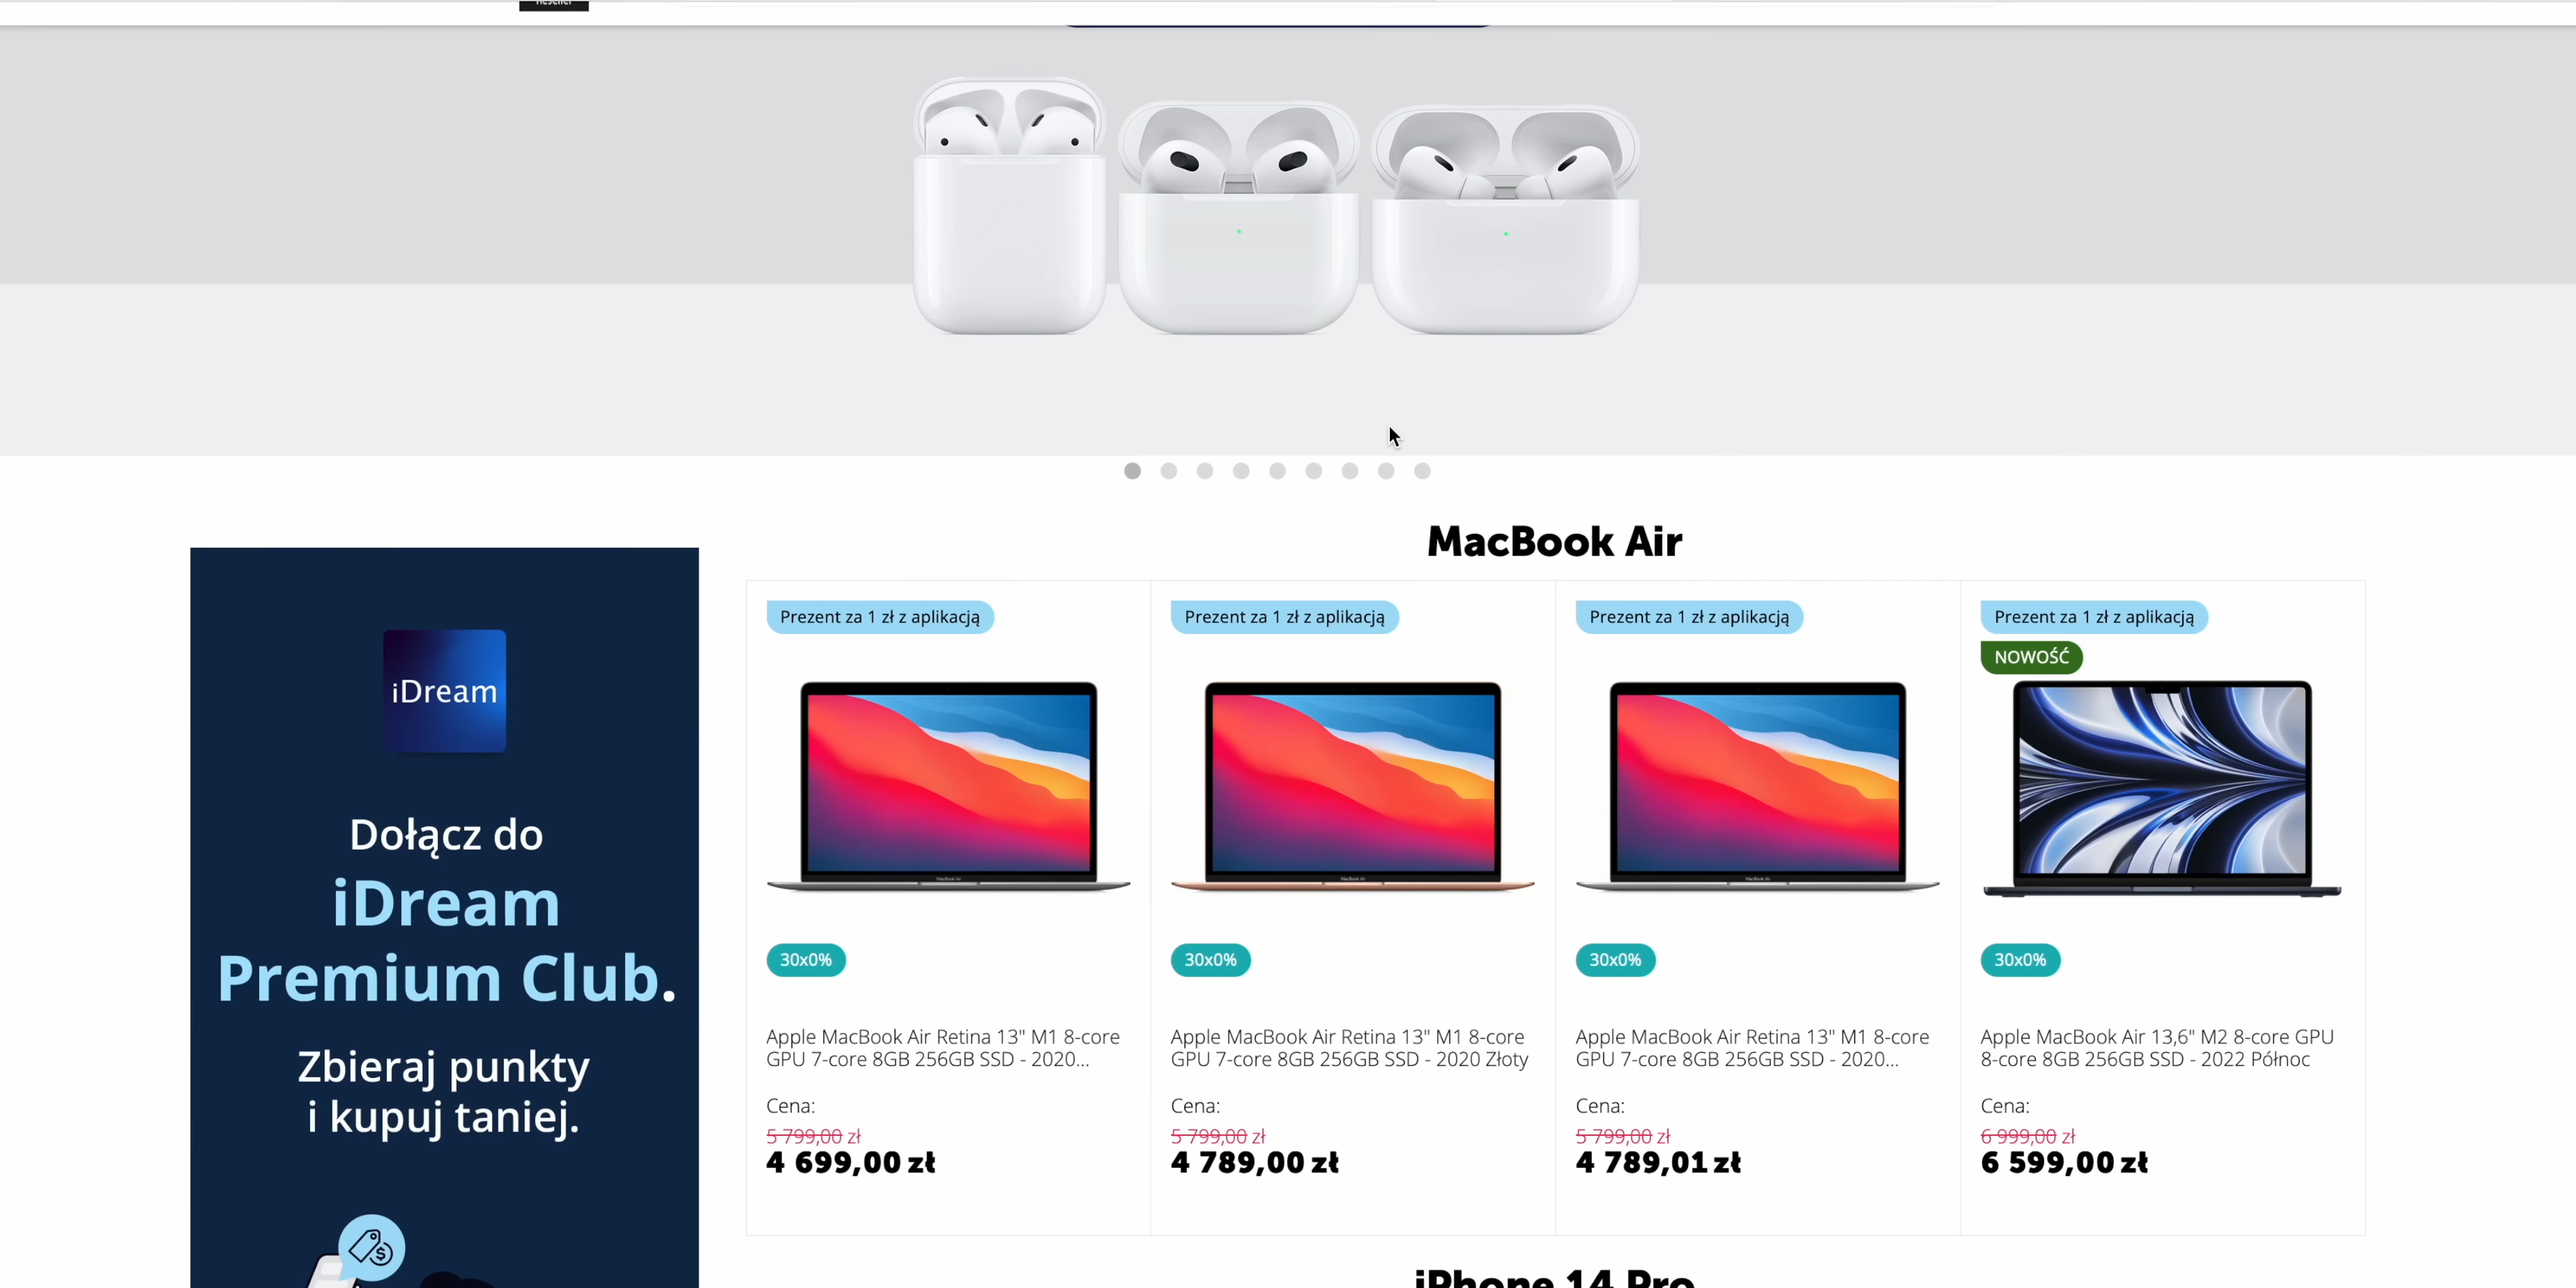 MacBook Air
iDream
Dołącz do
iDream
Premium Club.
Zbieraj punkty
i kupuj taniej.
Prezent za 1 zł z aplikacją
30x0%
Apple MacBook Air Retina 13" M1 8-core
GPU 7-core 8GB 256GB SSD - 2020...
Cena:
5 799,00 zł
4 699,00 zł
Prezent za 1 zł z aplikacją
30x0%
Apple MacBook Air Retina 13" M1 8-core
GPU 7-core 8GB 256GB SSD - 2020 Złoty
Cena:
5 799,00 zł
4 789,00 zł
Prezent za 1 zł z aplikacją
30x0%
Apple MacBook Air Retina 13" M1 8-core
GPU 7-core 8GB 256GB SSD - 2020...
Cena:
5 799,00 zł
4 789,01 zł
Prezent za 1 zł z aplikacją
NOWOŚĆ
30x0%
Apple MacBook Air 13,6" M2 8-core GPU
8-core 8GB 256GB SSD - 2022 Północ
Cena:
6 999,00 zł
6 599,00 zł
iPhone 14 Pro